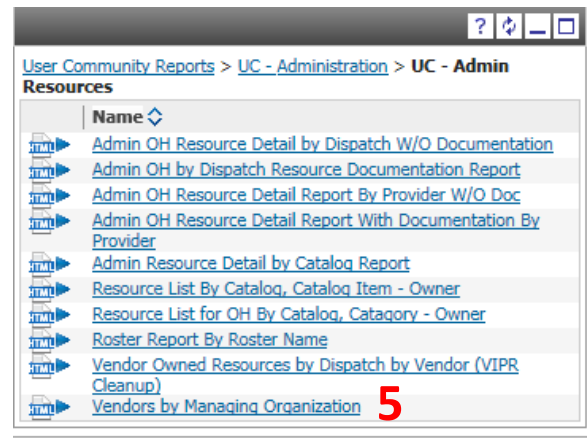 ?
User Community Reports > UC - Administration > UC - Admin
Resources
Name
Admin OH Resource Detail by Dispatch W/O Documentation
Admin OH by Dispatch Resource Documentation Report
Admin OH Resource Detail Report By Provider W/O Doc
Admin OH Resource Detail Report With Documentation By
Provider
Admin Resource Detail by Catalog Report
Resource List By Catalog, Catalog Item - Owner
Resource List for OH By Catalog, Catagory - Owner
Roster Report By Roster Name
Vendor Owned Resources by Dispatch by Vendor (VIPR
Cleanup)
Vendors by Managing Organization 5